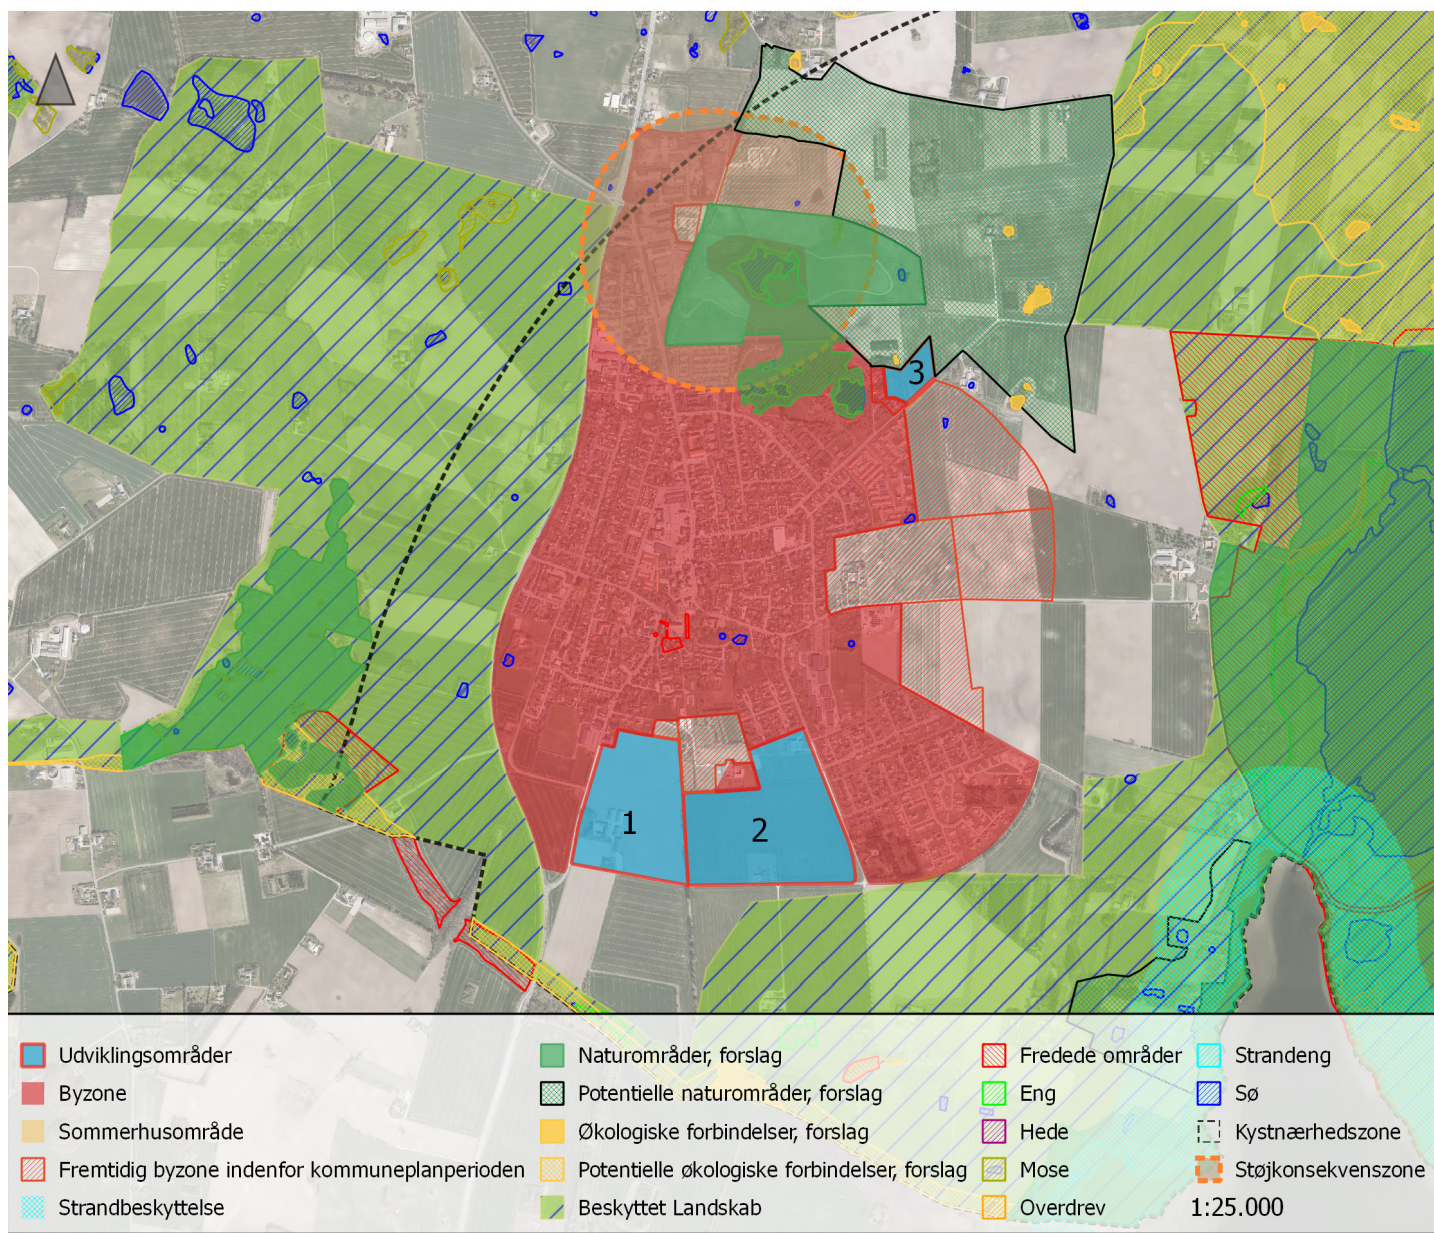 3
1
2
Udviklingsområder
Byzone
Sommerhusområde
Fremtidig byzone indenfor kommuneplanperioden
Strandbeskyttelse
Naturområder, forslag
Potentielle naturområder, forslag
Økologiske forbindelser, forslag
Potentielle økologiske forbindelser, forslag
Beskyttet Landskab
Fredede områder
Eng
Hede
Mose
Overdrev
Strandeng
Sø
Kystnærhedszone
Støjkonsekvenszone
1:25.000